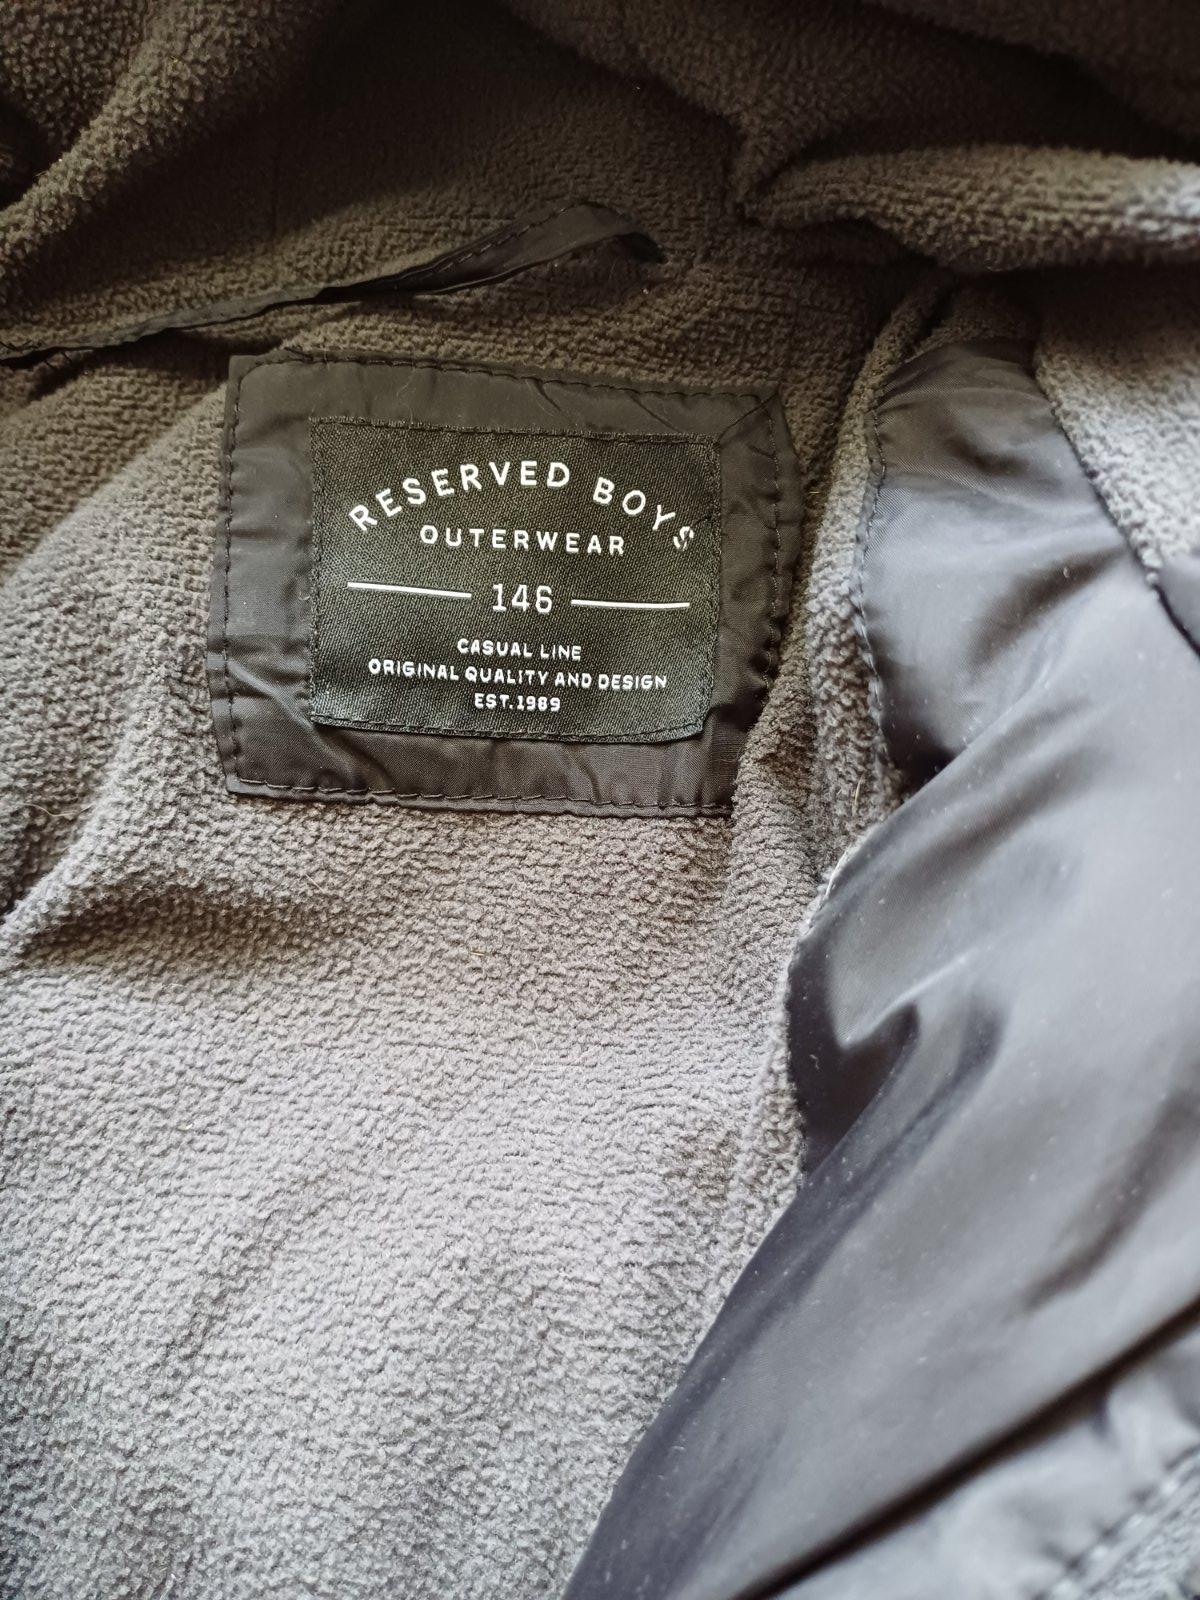 RESERVED BOYS
OUTERWEAR
146
CASUAL LINE
ORIGINAL QUALITY AND DESIGN
EST. 1989